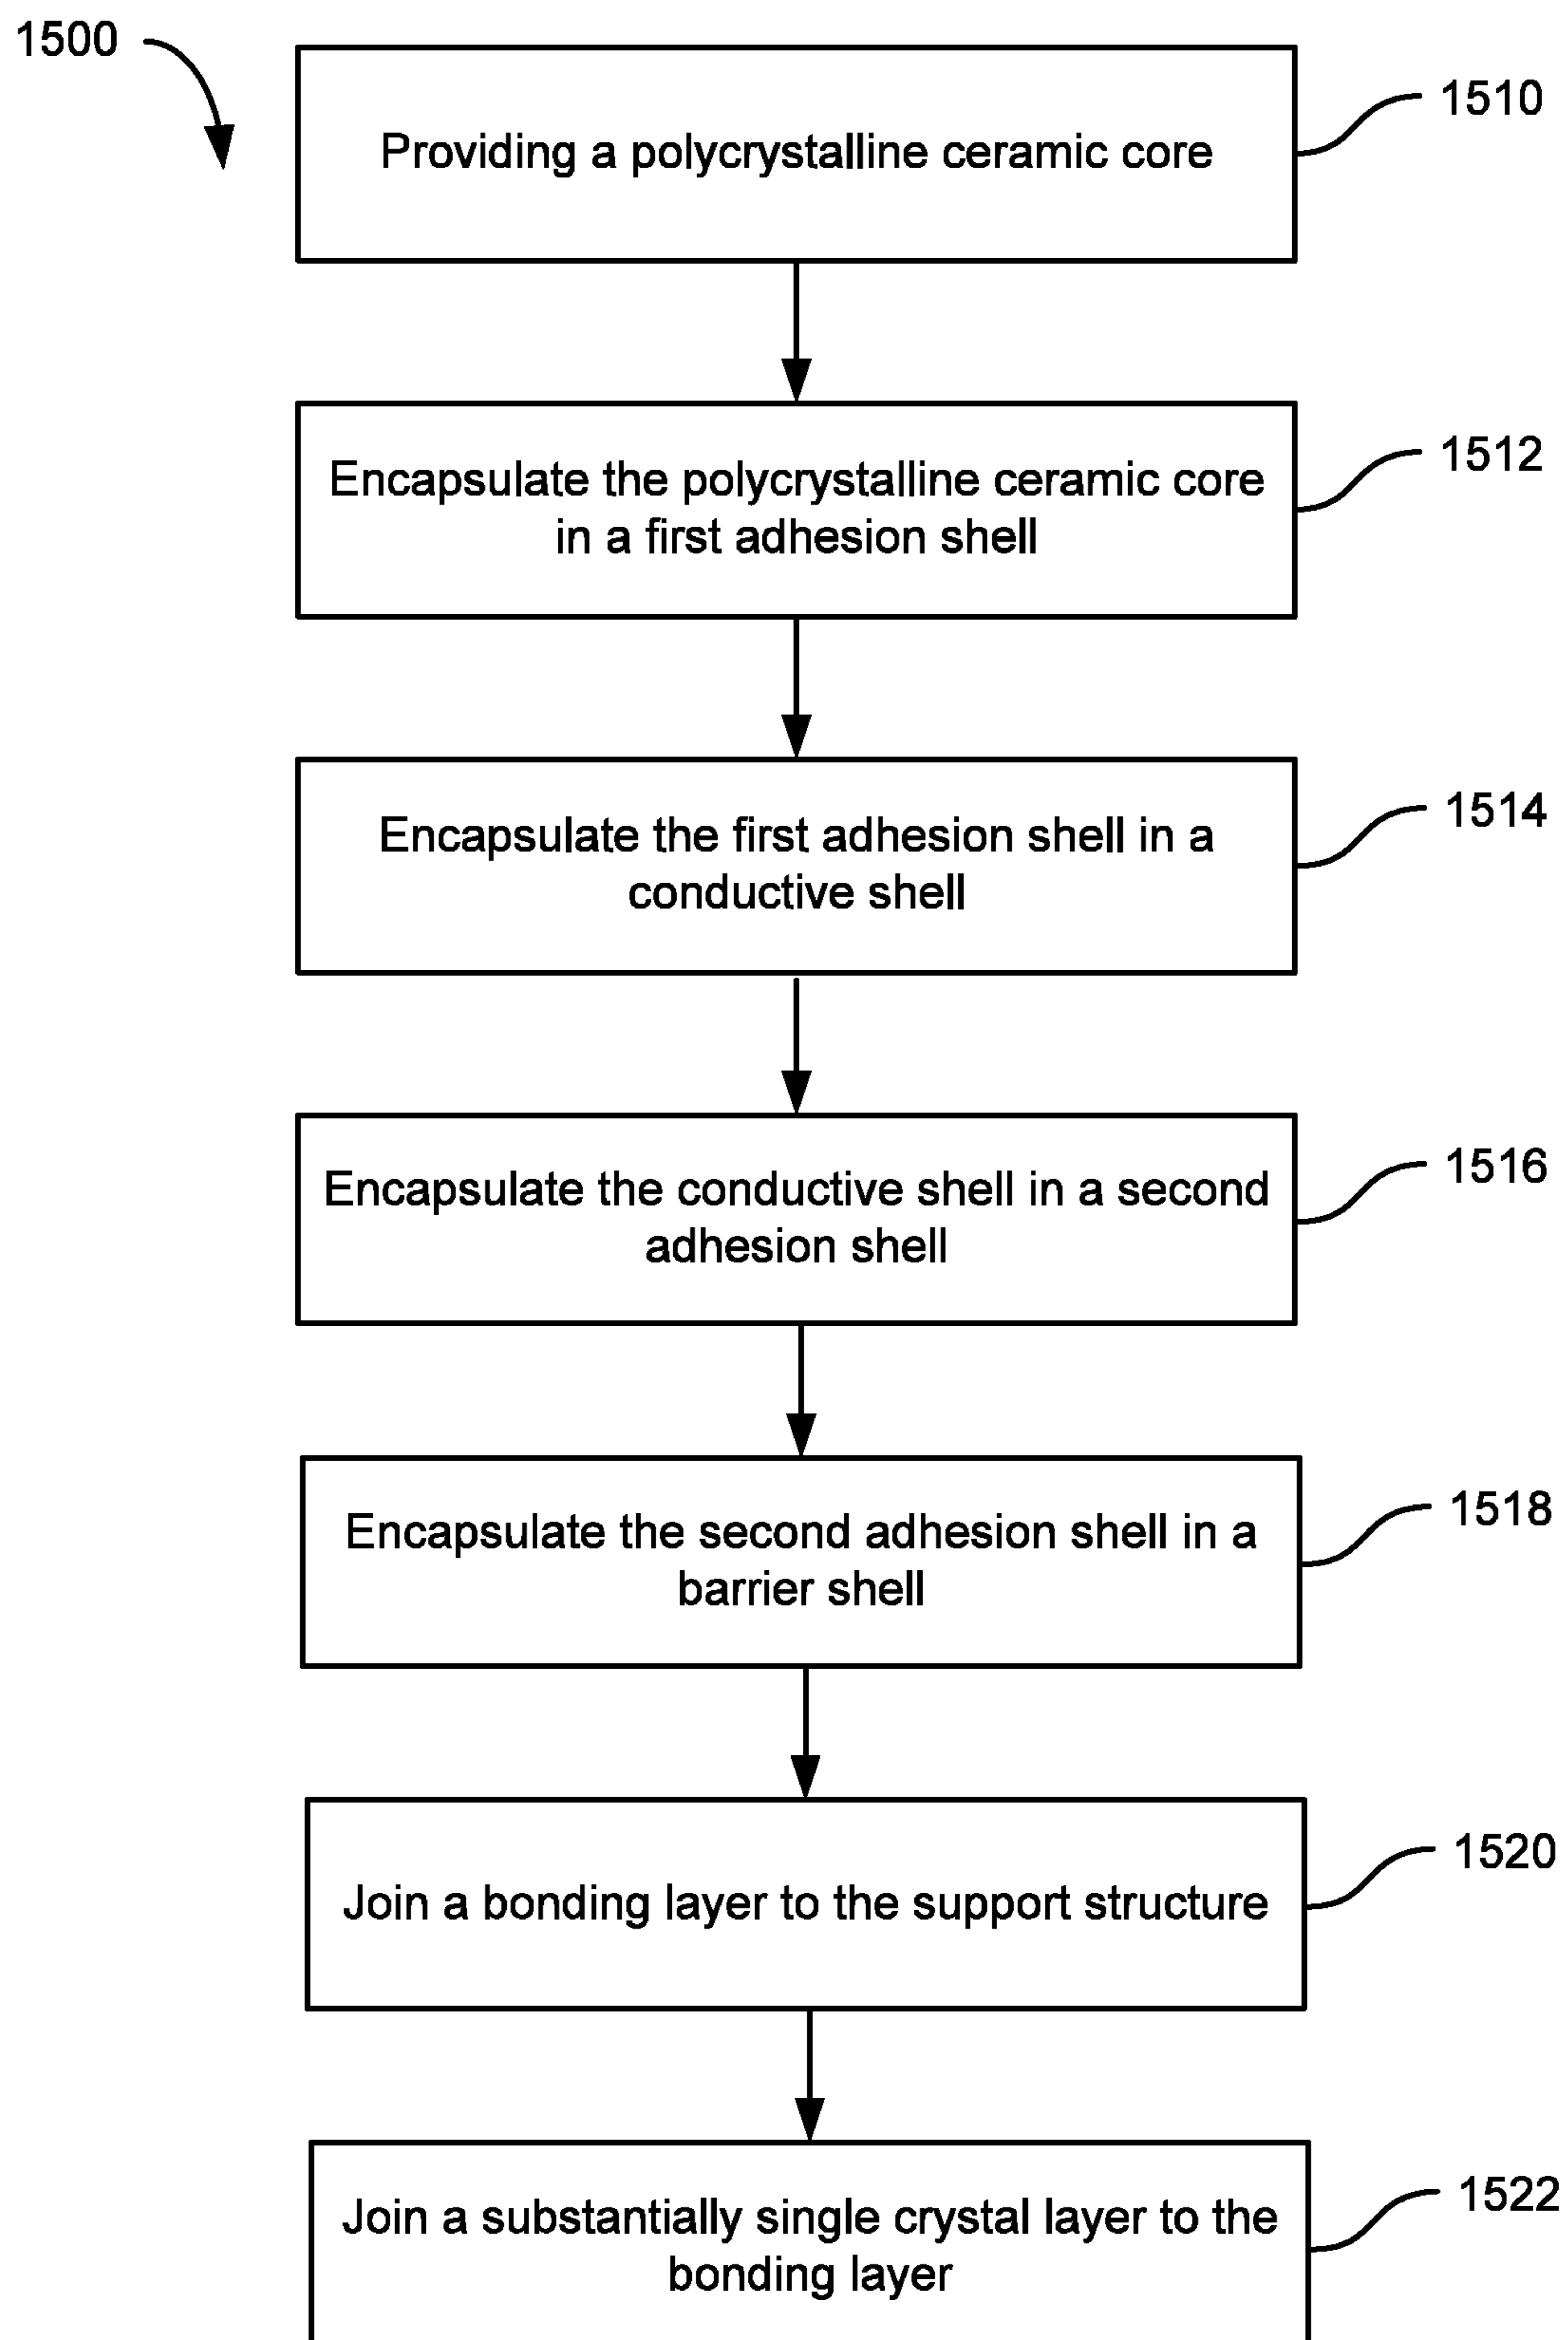 1500
1510
Providing a polycrystalline ceramic core
1512
Encapsulate the polycrystalline ceramic core
in a first adhesion shell
1514
Encapsulate the first adhesion shell in a
conductive shell
1516
Encapsulate the conductive shell in a second
adhesion shell
1518
Encapsulate the second adhesion shell in a
barrier shell
1520
Join a bonding layer to the support structure
1522
Join a substantially single crystal layer to the
bonding layer